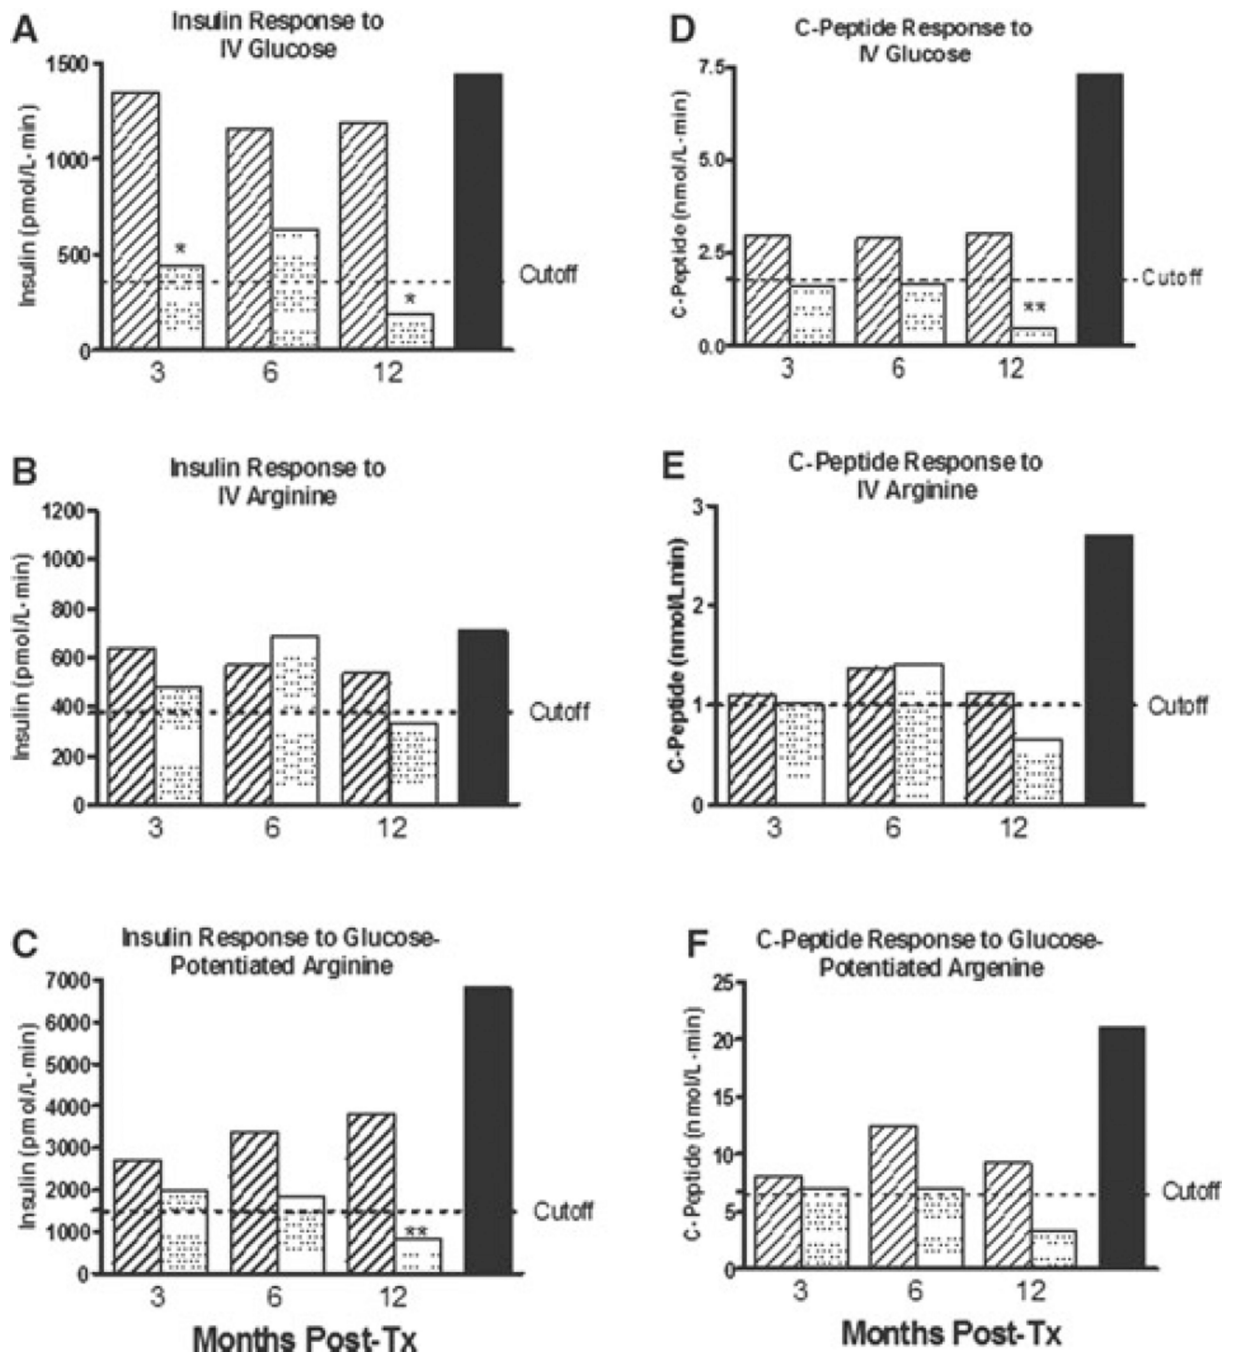 A
Insulin Response to
IV Glucose
Insulin (pmol/L·min)
1500
1000
500
0
*
*
Cutoff
3 6 12
D
C-Peptide Response to
IV Glucose
C-Peptide (nmol/L·min)
7.5
5.0
2.5
0.0
**
Cutoff
3 6 12
B
Insulin Response to
IV Arginine
Insulin (pmol/L·min)
1200
1000
800
600
400
200
0
Cutoff
3 6 12
E
C-Peptide Response to
IV Arginine
C-Peptide (nmol/Lmin)
3
2
1
0
Cutoff
3 6 12
C
Insulin Response to Glucose-
Potentiated Arginine
Insulin (pmol/L·min)
7000
6000
5000
4000
3000
2000
1000
0
**
Cutoff
3 6 12
Months Post-Tx
F
C-Peptide Response to Glucose-
Potentiated Argenine
C-Peptide (nmol/L·min)
25
20
15
10
5
0
Cutoff
3 6 12
Months Post-Tx